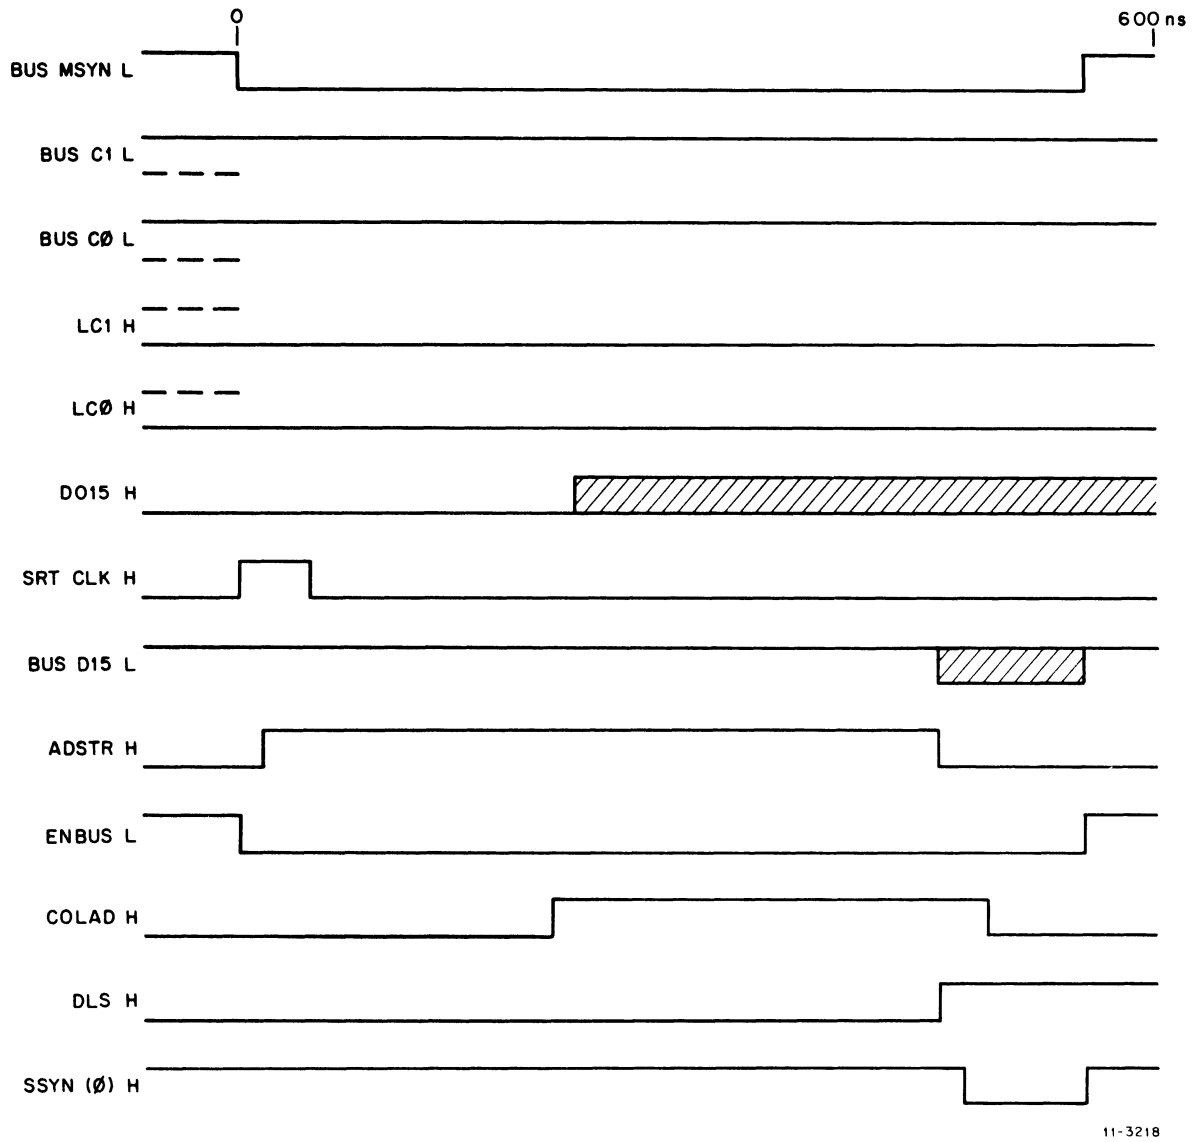 0
600 ns
BUS MSYN L
BUS C1 L
BUS CØ L
LC1 H
LCØ H
DO15 H
SRT CLK H
BUS D15 L
ADSTR H
ENBUS L
COLAD H
DLS H
SSYN (Ø) H
11-3218